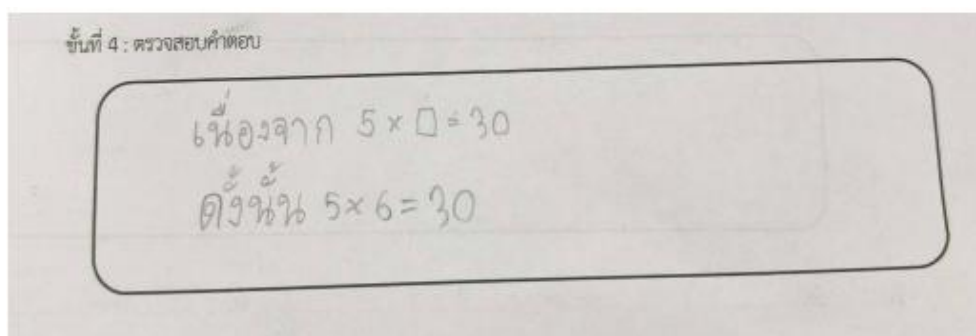 ขั้นที่ 4 : ตรวจสอบคำตอบ
เนื่องจาก 5 × □ = 30
ดั้งนั้น 5 × 6 = 30